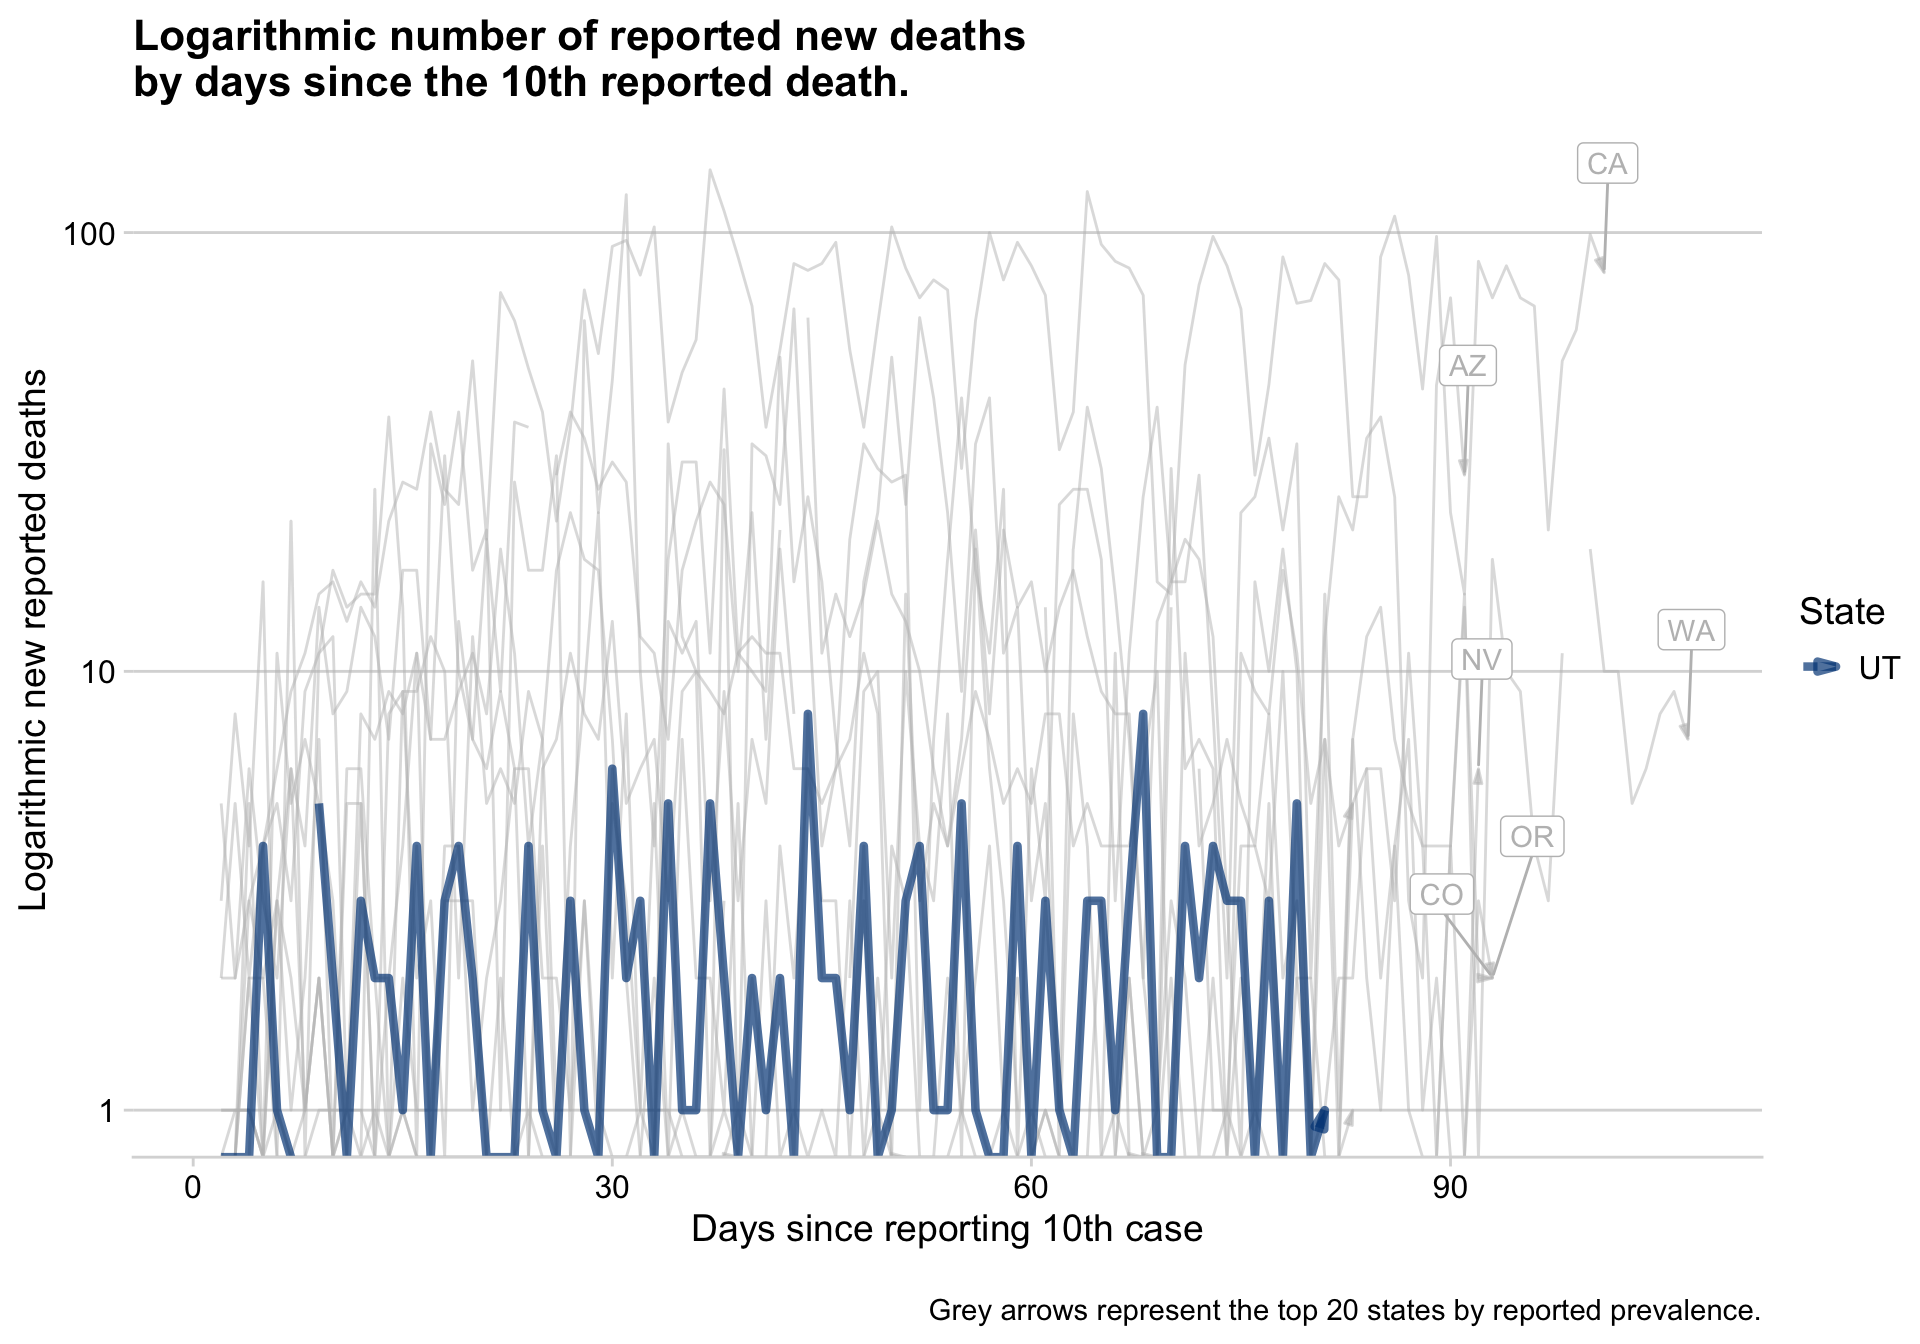 Logarithmic number of reported new deaths
by days since the 10th reported death.
CA
100
AZ
Logarithmic new reported deaths
State
WA
NV
10
UT
OR
CO
1
0 30 60 90
Days since reporting 10th case
Grey arrows represent the top 20 states by reported prevalence.